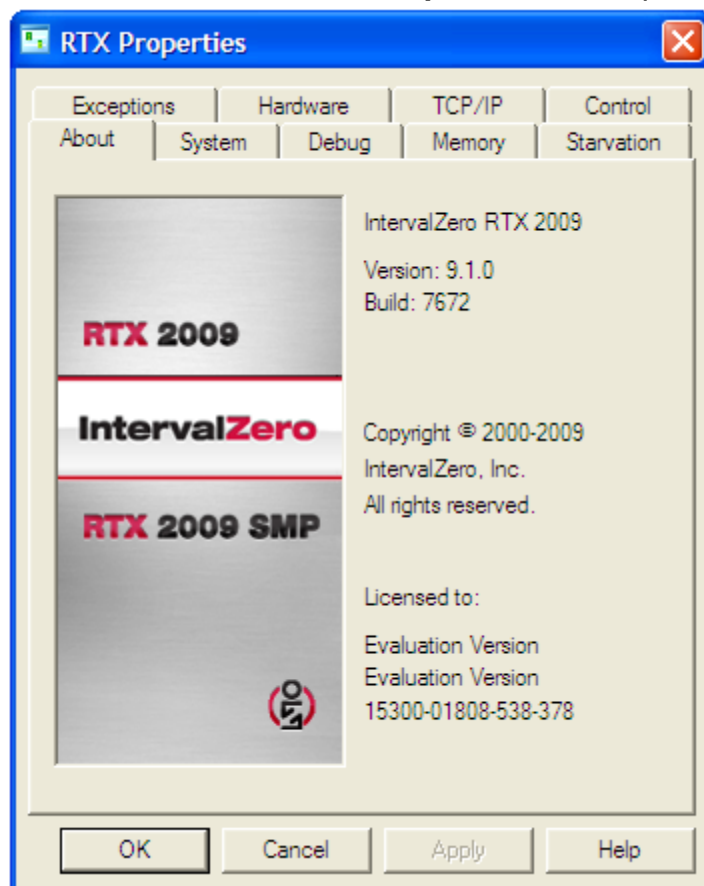 RTX Properties
Exceptions Hardware TCP/IP Control
About System Debug Memory Starvation
IntervalZero RTX 2009
Version: 9.1.0
Build: 7672
RTX 2009
IntervalZero
RTX 2009 SMP
Copyright © 2000-2009
IntervalZero, Inc.
All rights reserved.
Licensed to:
Evaluation Version
Evaluation Version
15300-01808-538-378
OK Cancel Apply Help